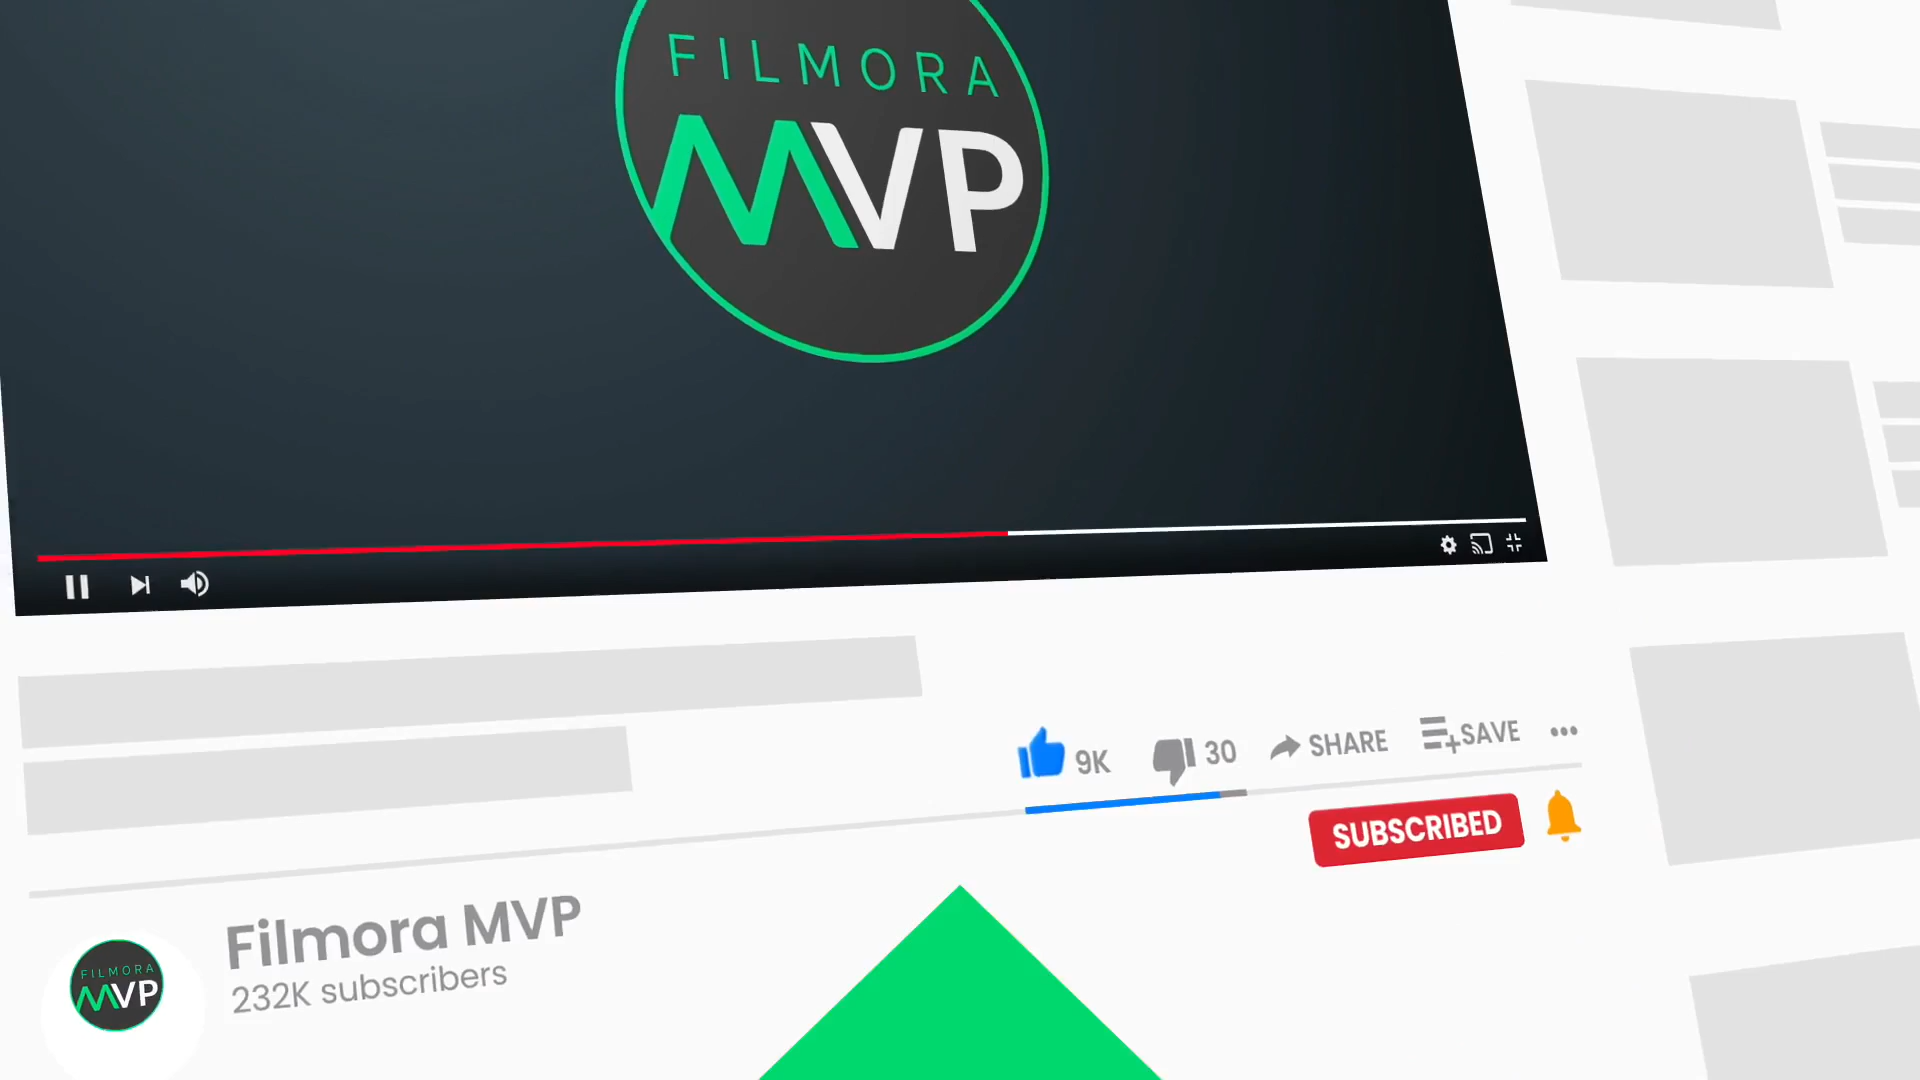 FILMORA
MVP
9K
30
SHARE
SAVE
SUBSCRIBED
Filmora MVP
232K subscribers
FILMORA
MVP